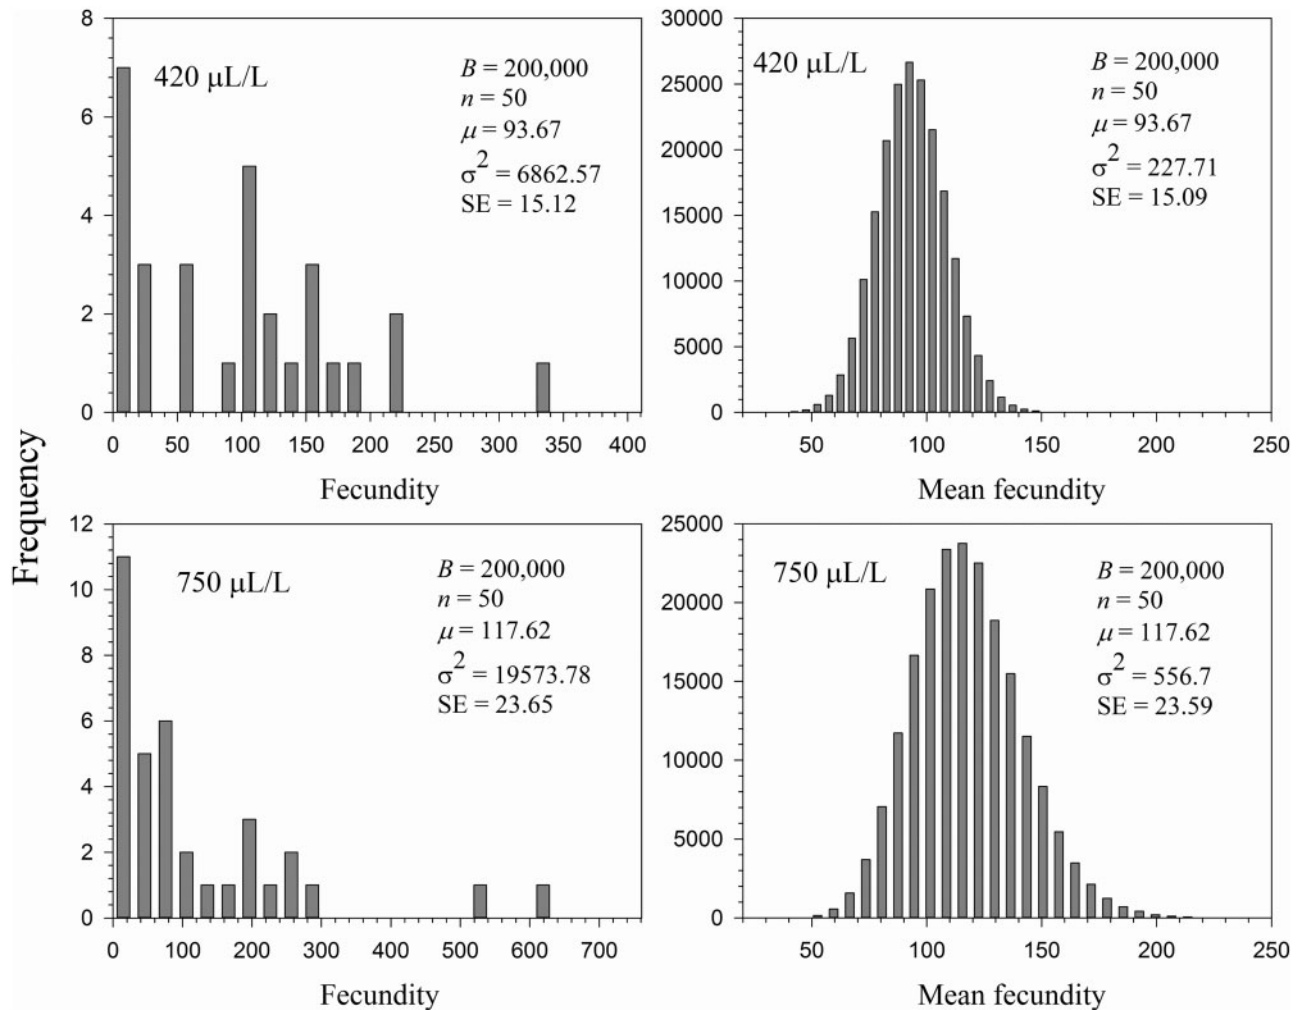 Frequency
8
6
4
2
0
420 μL/L
B = 200,000
n = 50
μ = 93.67
σ² = 6862.57
SE = 15.12
0 50 100 150 200 250 300 350 400
Fecundity
30000
25000
20000
15000
10000
5000
0
420 μL/L
B = 200,000
n = 50
μ = 93.67
σ² = 227.71
SE = 15.09
50 100 150 200 250
Mean fecundity
12
10
8
6
4
2
0
750 μL/L
B = 200,000
n = 50
μ = 117.62
σ² = 19573.78
SE = 23.65
0 100 200 300 400 500 600 700
Fecundity
25000
20000
15000
10000
5000
0
750 μL/L
B = 200,000
n = 50
μ = 117.62
σ² = 556.7
SE = 23.59
50 100 150 200 250
Mean fecundity